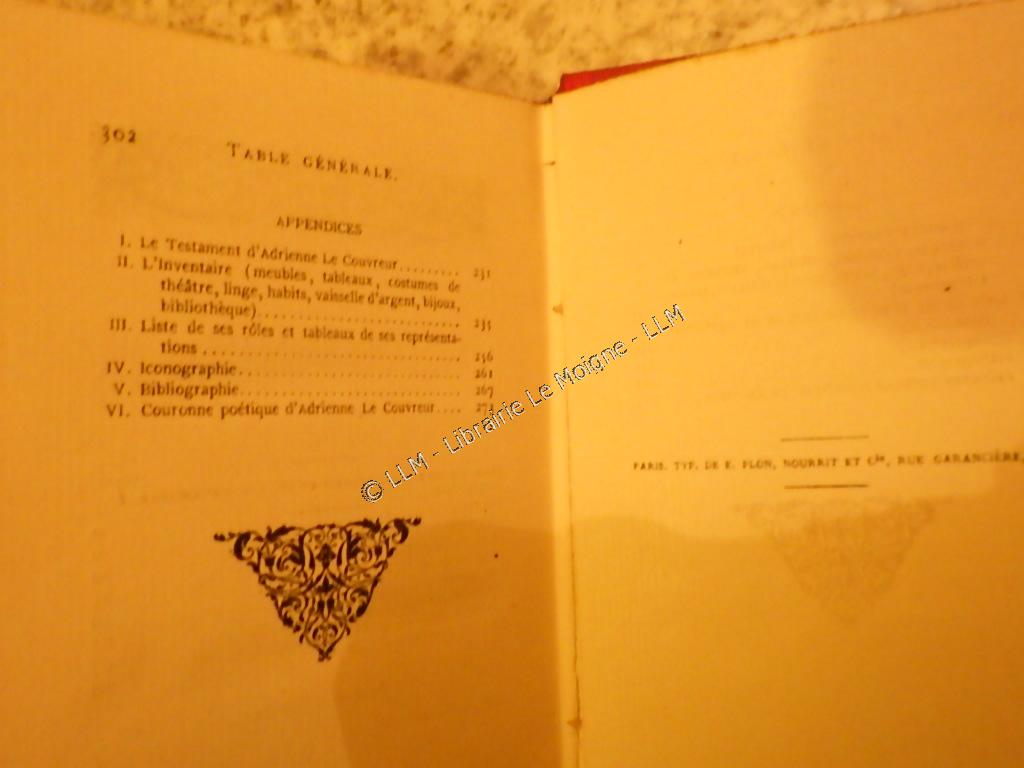 302
TABLE GÉNÉRALE.
APPENDICES
I. Le Testament d'Adrienne Le Couvreur......... 231
II. L'Inventaire (meubles, tableaux, costumes de
théâtre, linge, habits, vaisselle d'argent, bijoux,
bibliothèque)............................. 235
III. Liste de ses rôles et tableaux de ses représenta-
tions .................................... 256
IV. Iconographie............................. 261
V. Bibliographie............................. 267
VI. Couronne poétique d'Adrienne Le Couvreur....
PARIS. TYP. DE E. PLON, NOURRIT ET Cie, RUE GARANCIÈRE,
© LLM - Librairie Le Moigne - LLM